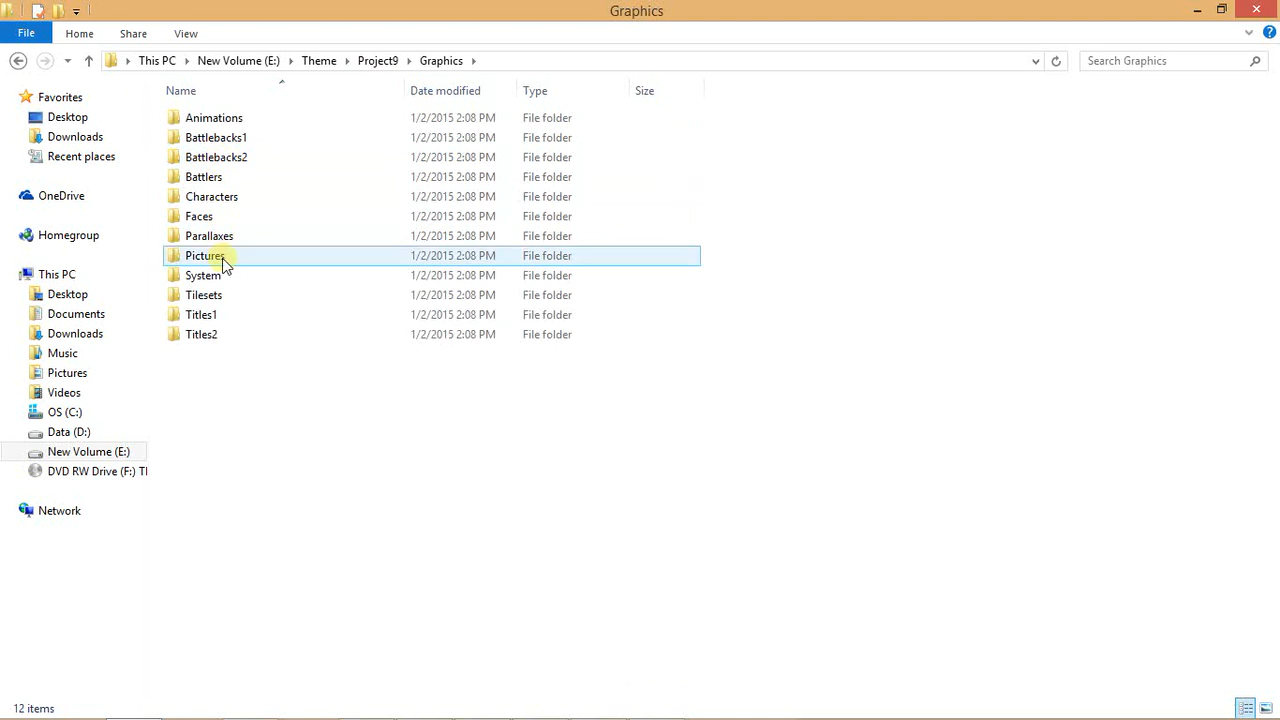 Graphics
File Home Share View
This PC New Volume (E:) Theme Project9 Graphics Search Graphics
Name Date modified Type Size
Favorites
Desktop
Downloads
Recent places
OneDrive
Homegroup
This PC
Desktop
Documents
Downloads
Music
Pictures
Videos
OS (C:)
Data (D:)
New Volume (E:)
DVD RW Drive (F:) TI
Network
Animations 1/2/2015 2:08 PM File folder
Battlebacks1 1/2/2015 2:08 PM File folder
Battlebacks2 1/2/2015 2:08 PM File folder
Battlers 1/2/2015 2:08 PM File folder
Characters 1/2/2015 2:08 PM File folder
Faces 1/2/2015 2:08 PM File folder
Parallaxes 1/2/2015 2:08 PM File folder
Pictures 1/2/2015 2:08 PM File folder
System 1/2/2015 2:08 PM File folder
Tilesets 1/2/2015 2:08 PM File folder
Titles1 1/2/2015 2:08 PM File folder
Titles2 1/2/2015 2:08 PM File folder
12 items